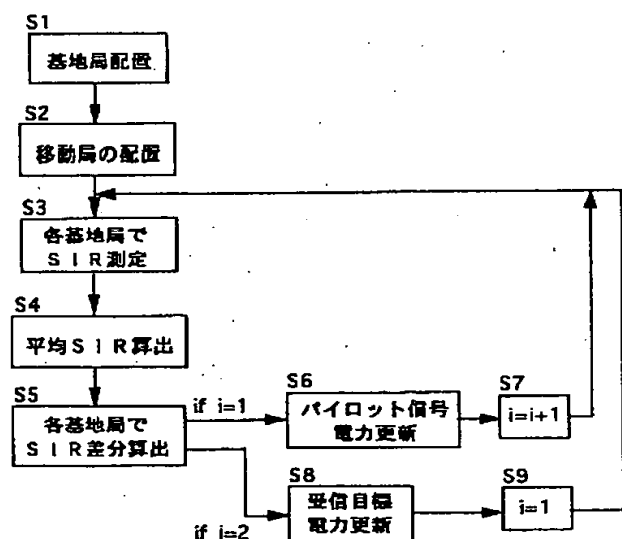 S1
基地局配置
S2
移動局の配置
S3
各基地局で
SIR測定
S4
平均SIR算出
S5
各基地局で
SIR差分算出
if i=1
S6
パイロット信号
電力更新
S7
i=i+1
if i=2
S8
受信目標
電力更新
S9
i=1